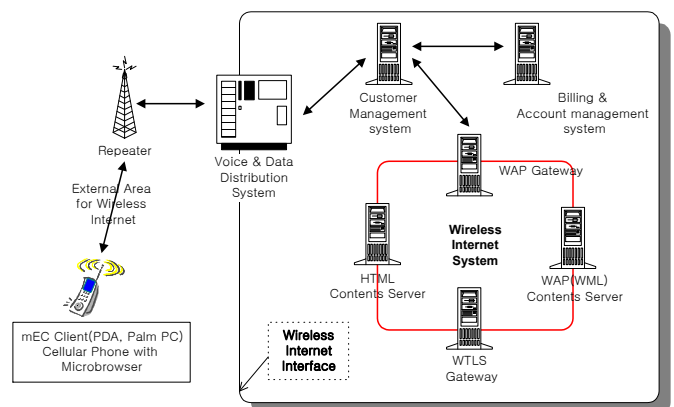 Customer
Management
system
Billing &
Account management
system
Repeater
Voice & Data
Distribution
System
WAP Gateway
External Area
for Wireless
Internet
Wireless
Internet
System
HTML
Contents Server
WAP(WML)
Contents Server
mEC Client(PDA, Palm PC)
Cellular Phone with
Microbrowser
Wireless
Internet
Interface
WTLS
Gateway